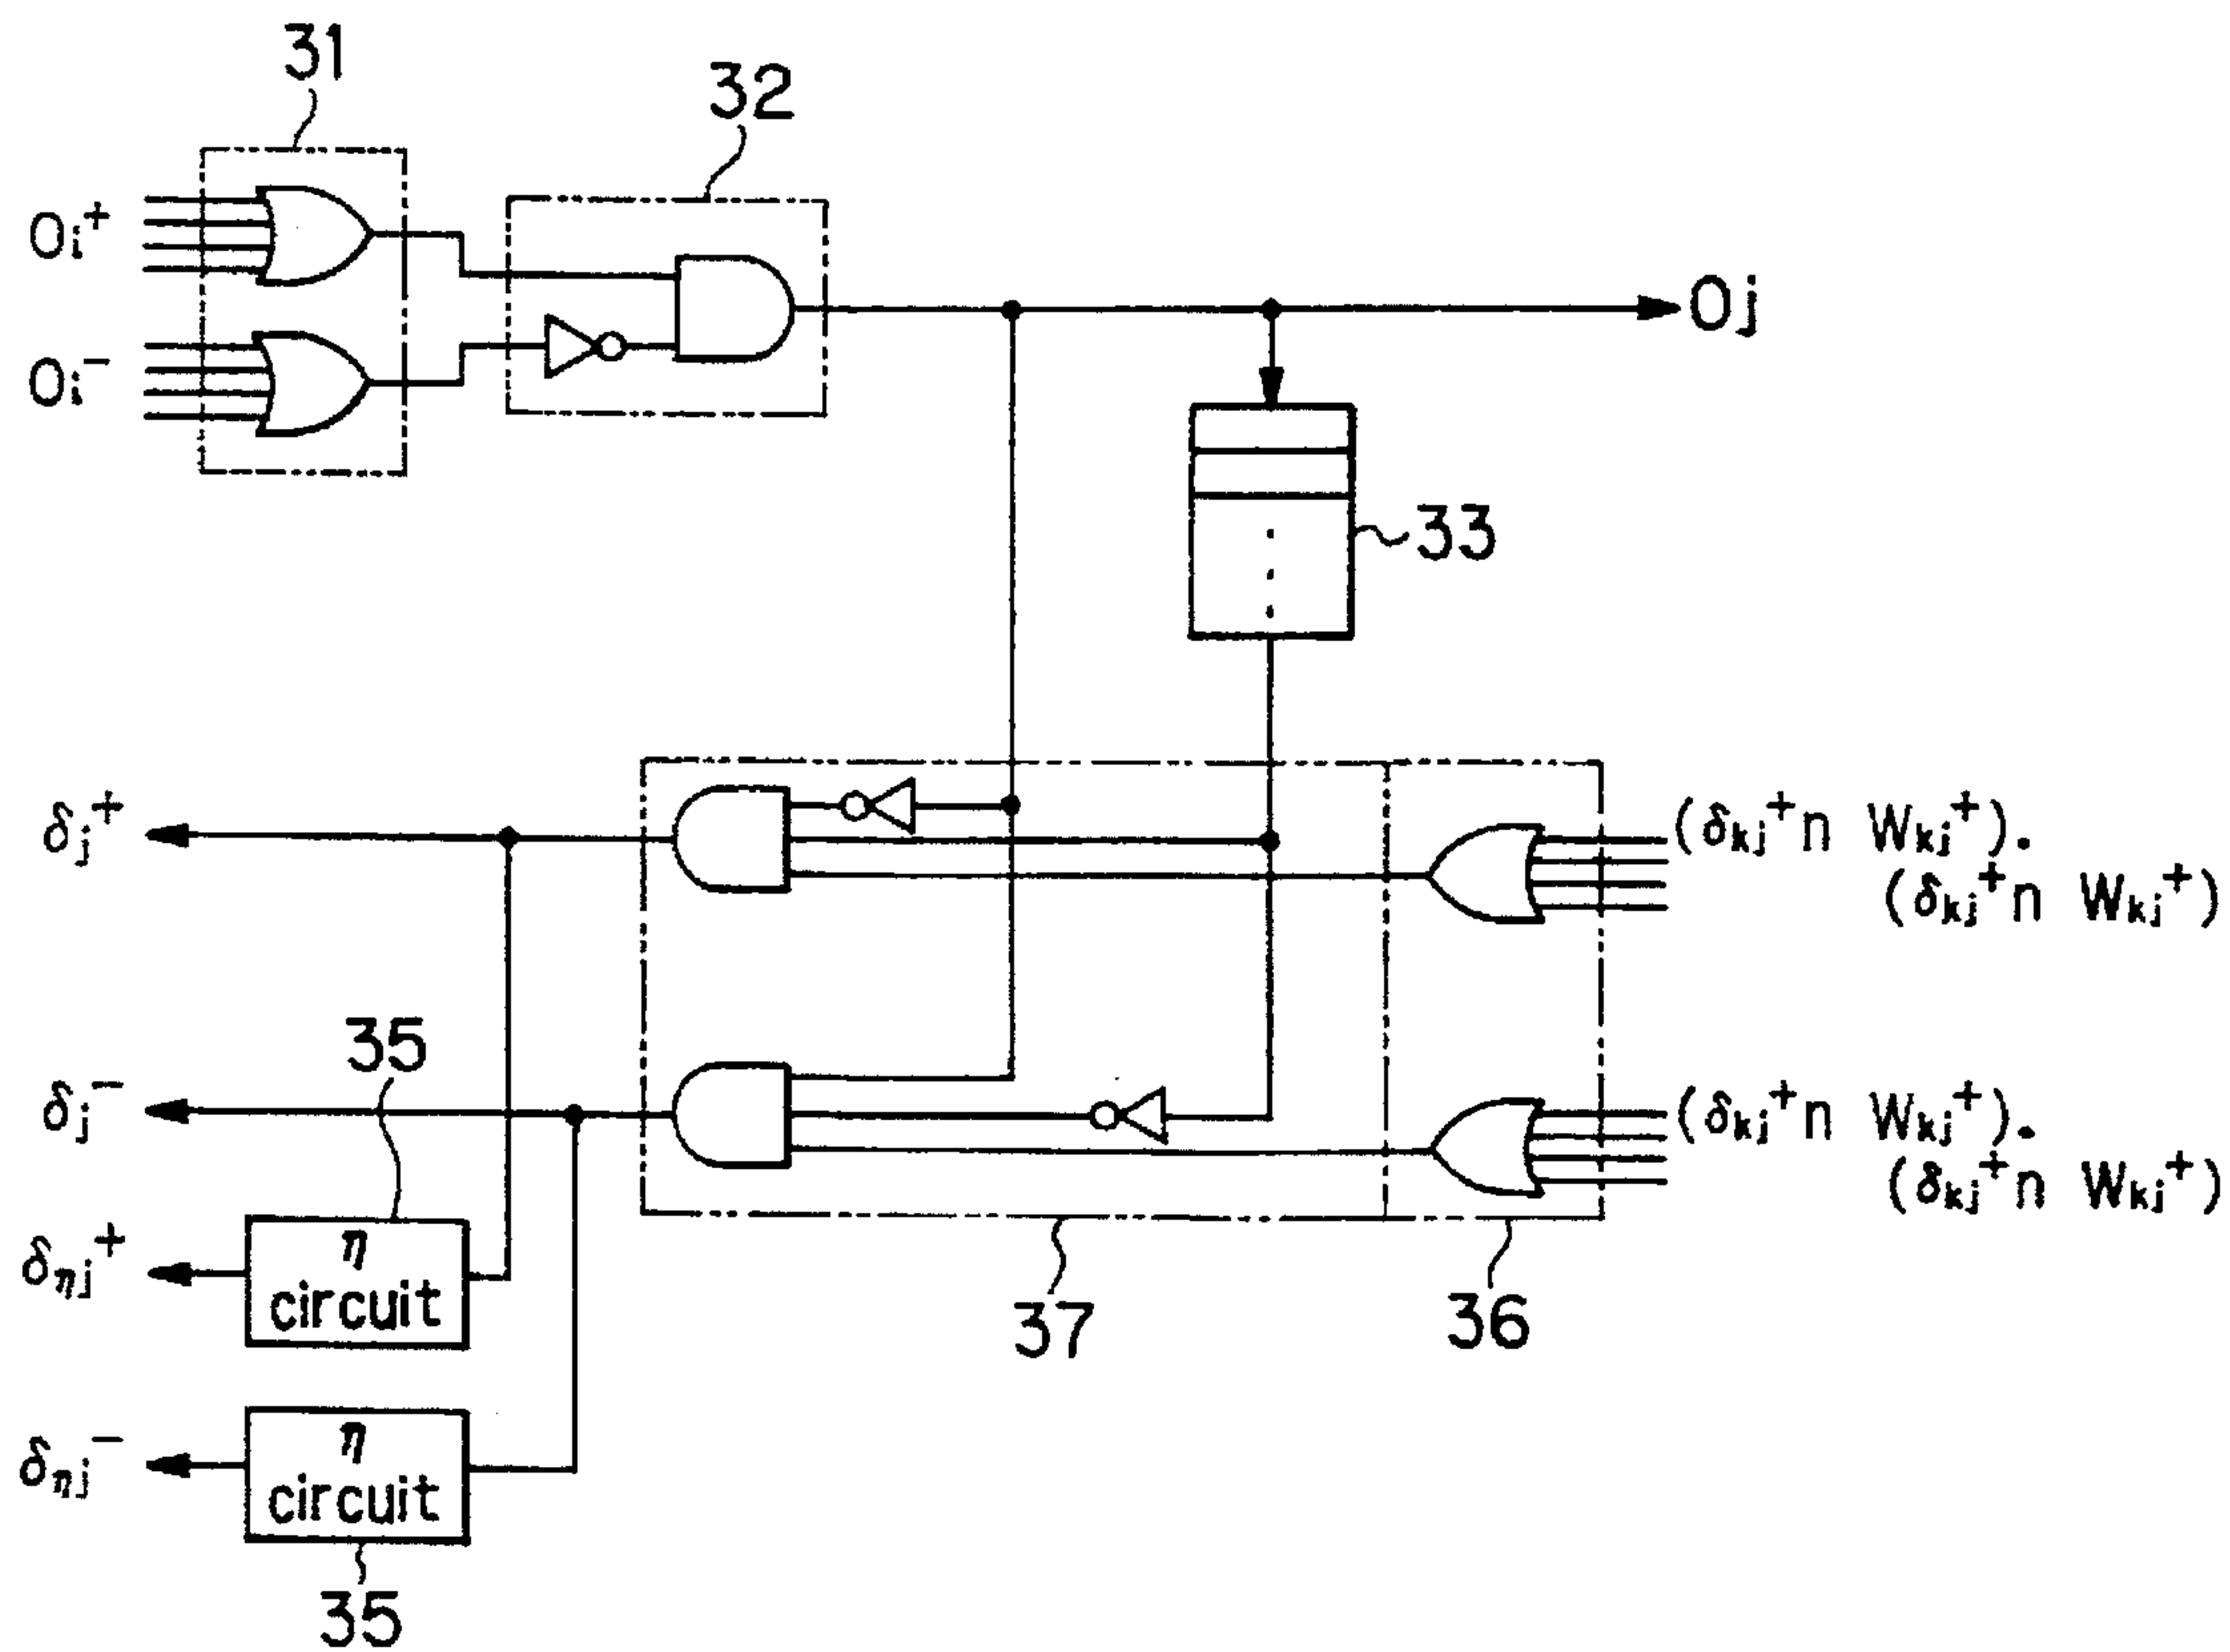 31
32
Oi+
Oi−
Oj
33
δj+
(δkj+n Wkj+).
(δkj+n Wkj+)
35
δj−
(δkj+n Wkj+).
(δkj+n Wkj+)
δηj+
η
circuit
37
36
δηj−
η
circuit
35